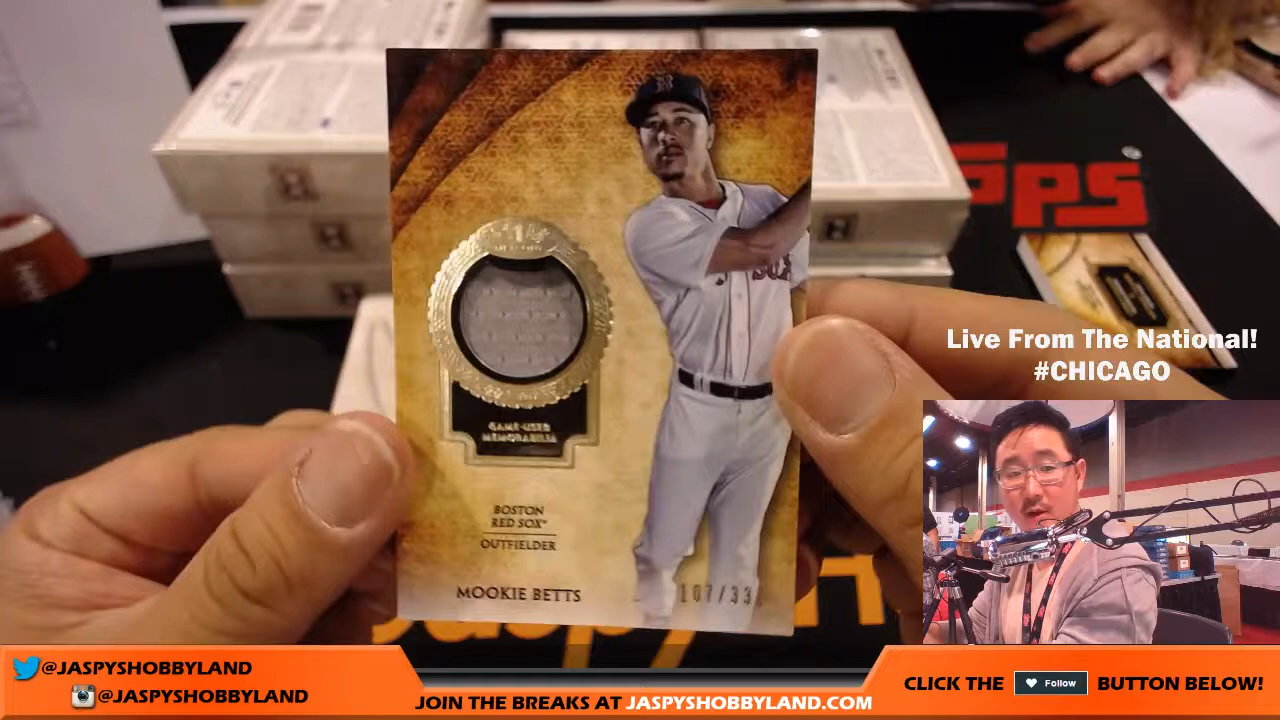 GAME-USED
MEMORABILIA
BOSTON
RED SOX
OUTFIELDER
MOOKIE BETTS
107/331
Live From The National!
#CHICAGO
@JASPYSHOBBYLAND
@JASPYSHOBBYLAND
JOIN THE BREAKS AT JASPYSHOBBYLAND.COM
CLICK THE Follow BUTTON BELOW!